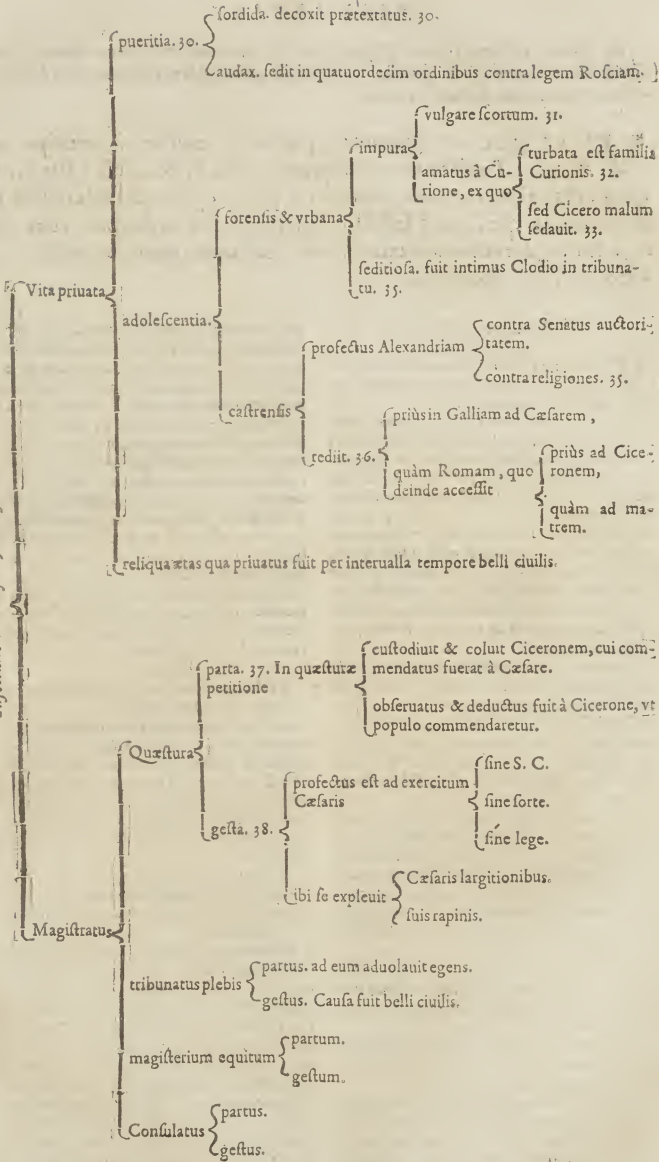 sordida. decoxit prætextatus. 30.
pueritia. 30.
audax. sedit in quatuordecim ordinibus contra legem Rosciam.
vulgare scortum. 31.
impura
turbata est familia
amatus à Cu-
Curionis. 32.
rione, ex quo
sed Cicero malum
forensis & vrbana
sedauit. 33.
seditiosa. fuit intimus Clodio in tribuna-
Vita priuata
tu. 35.
adolescentia.
contra Senatus auctori-
profectus Alexandriam
tatem.
contra religiones. 35.
castrensis
priùs in Galliam ad Cæsarem,
rediit. 36.
priùs ad Cice-
quàm Romam, quo
ronem,
deinde accessit
quàm ad ma-
trem.
reliqua ætas qua priuatus fuit per interualla tempore belli ciuilis.
custodiuit & coluit Ciceronem, cui com-
parta. 37. In quæsturæ
mendatus fuerat à Cæsare.
petitione
obseruatus & deductus fuit à Cicerone, vt
populo commendaretur.
Quæstura
sine S. C.
profectus est ad exercitum
Cæsaris
sine sorte.
gesta. 38.
sine lege.
Cæsaris largitionibus.
ibi se expleuit
suis rapinis.
Magistratus
partus. ad eum aduolauit egens.
tribunatus plebis
gestus. Causa fuit belli ciuilis.
partum.
magisterium equitum
gestum.
partus.
Consulatus
gestus.